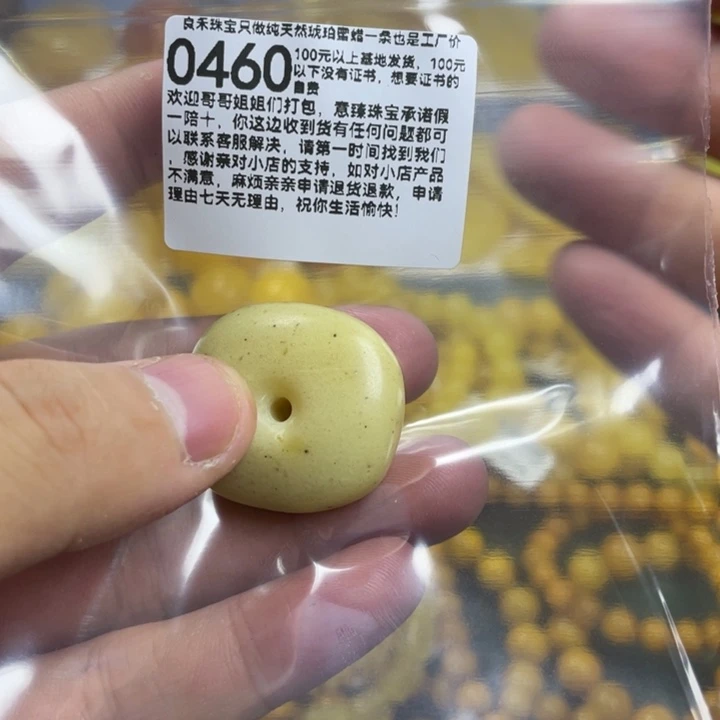 良禾珠宝只做纯天然琥珀蜜蜡一条也是工厂价
0460
100元以上基地发货，100元
以下没有证书，想要证书的
自费
欢迎哥哥姐姐们打包，意臻珠宝承诺假
一陪十，你这边收到货有任何问题都可
以联系客服解决，请第一时间找到我们
，感谢亲对小店的支持，如对小店产品
不满意，麻烦亲亲申请退货退款，申请
理由七天无理由，祝你生活愉快！